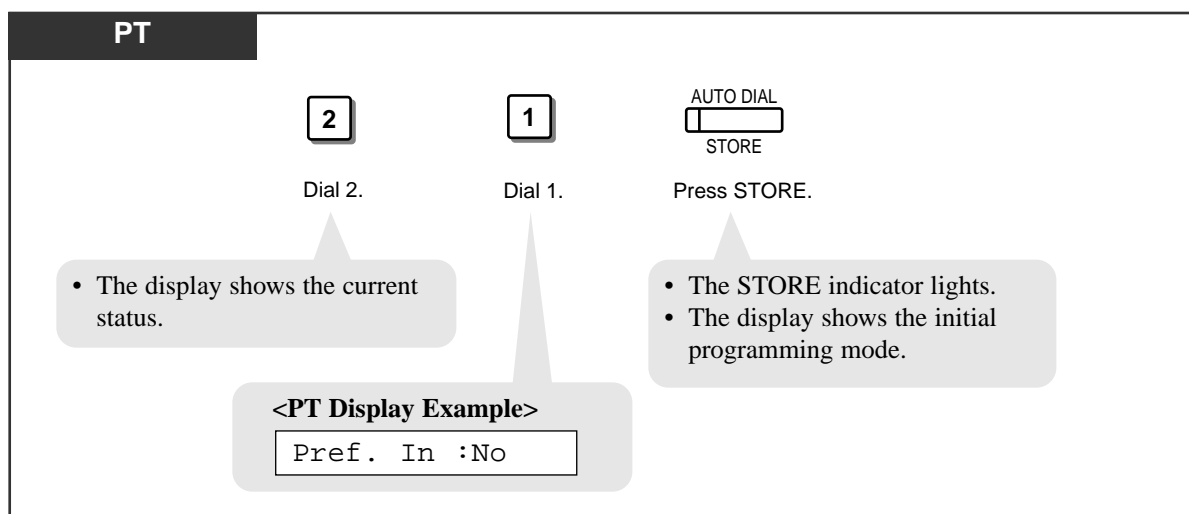 PT
2
1
AUTO DIAL
STORE
Dial 2.
Dial 1.
Press STORE.
• The display shows the current
status.
• The STORE indicator lights.
• The display shows the initial
programming mode.
<PT Display Example>
Pref. In :No